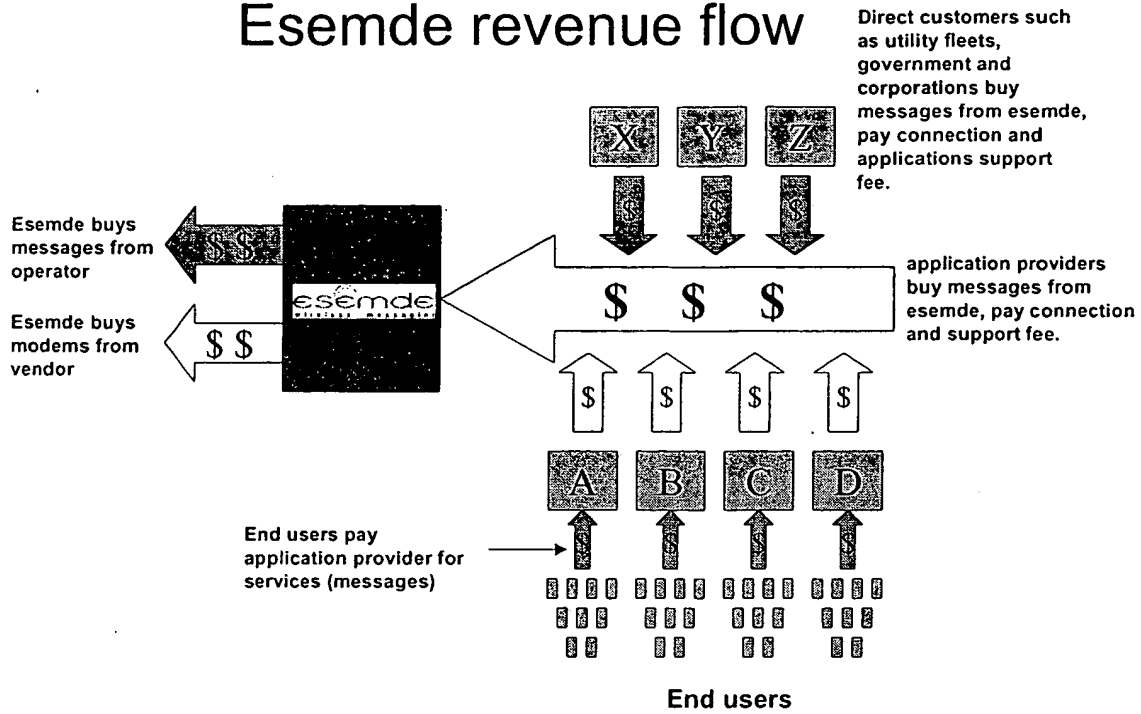 Esemde revenue flow
Direct customers such
as utility fleets,
government and
corporations buy
messages from esemde,
pay connection and
applications support
fee.
X Y Z
$ $ $
Esemde buys
messages from
operator
$ $
esemde
wireless messaging
Esemde buys
modems from
vendor
$ $
$ $ $
application providers
buy messages from
esemde, pay connection
and support fee.
$ $ $ $
A B C D
$ $ $ $
End users pay
application provider for
services (messages)
End users